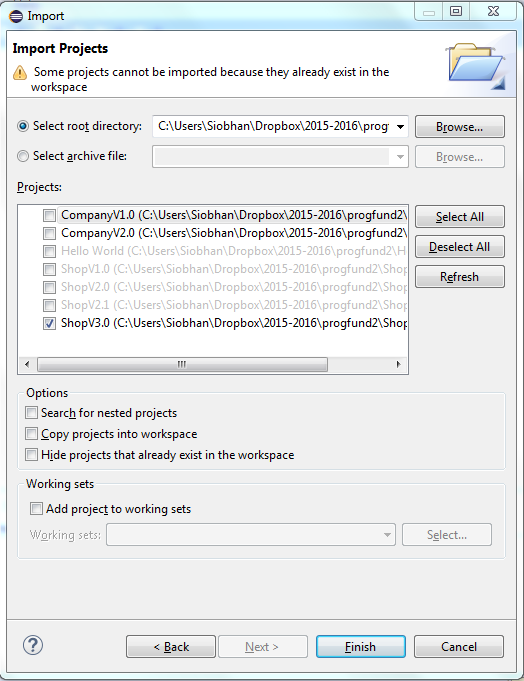 Import
Import Projects
Some projects cannot be imported because they already exist in the
workspace
Select root directory: C:\Users\Siobhan\Dropbox\2015-2016\progf Browse...
Select archive file: Browse...
Projects:
CompanyV1.0 (C:\Users\Siobhan\Dropbox\2015-2016\progfund2\
CompanyV2.0 (C:\Users\Siobhan\Dropbox\2015-2016\progfund2\
Hello World (C:\Users\Siobhan\Dropbox\2015-2016\progfund2\H
ShopV1.0 (C:\Users\Siobhan\Dropbox\2015-2016\progfund2\Shop
ShopV2.0 (C:\Users\Siobhan\Dropbox\2015-2016\progfund2\Shop
ShopV2.1 (C:\Users\Siobhan\Dropbox\2015-2016\progfund2\Shop
ShopV3.0 (C:\Users\Siobhan\Dropbox\2015-2016\progfund2\Shop
Select All
Deselect All
Refresh
Options
Search for nested projects
Copy projects into workspace
Hide projects that already exist in the workspace
Working sets
Add project to working sets
Working sets: Select...
? < Back Next > Finish Cancel